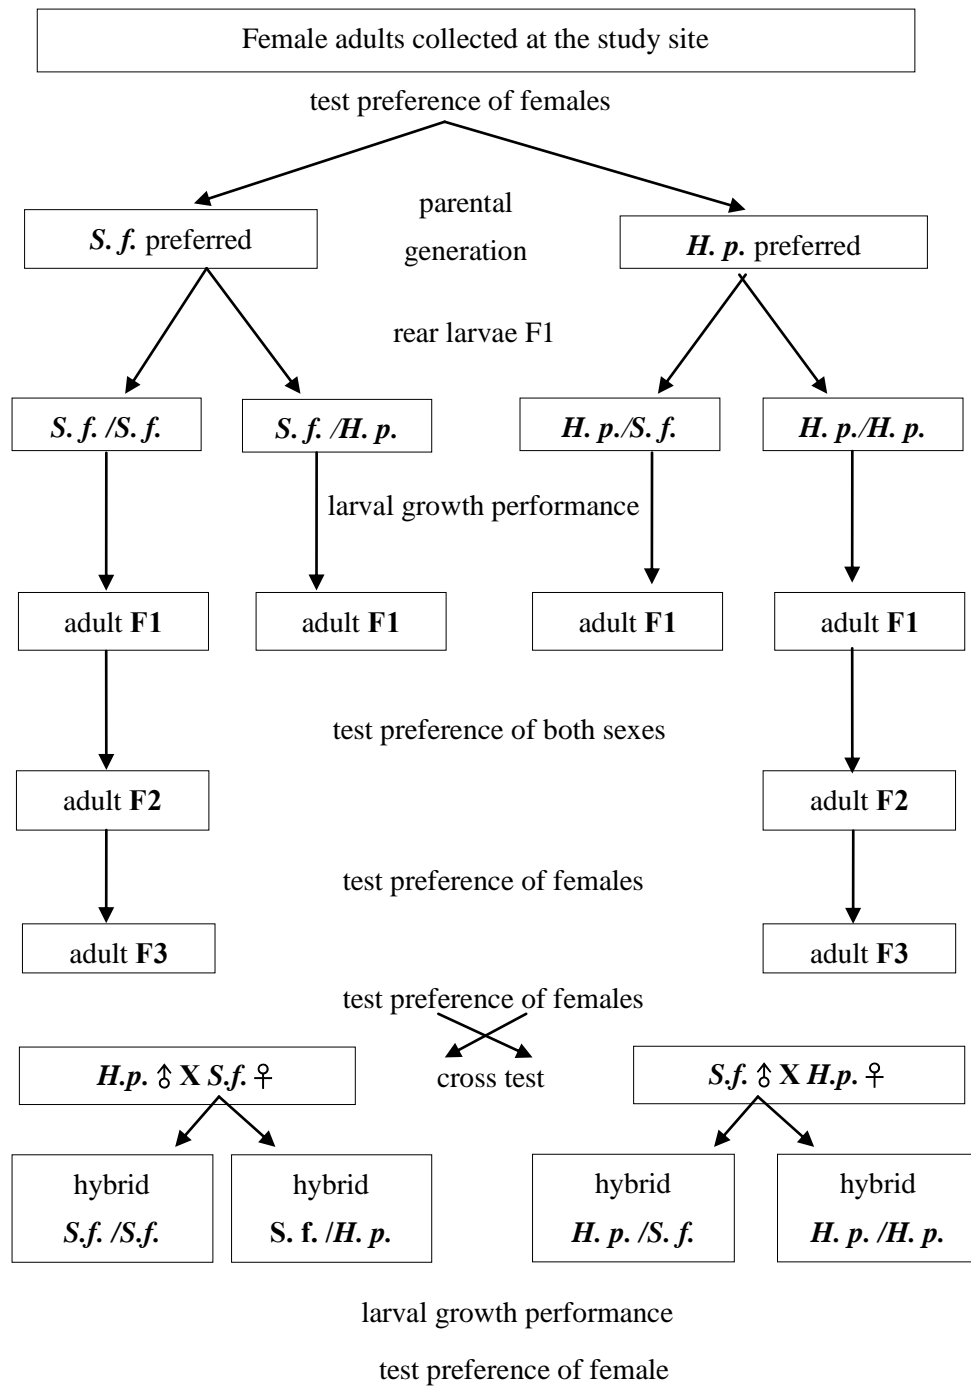 Female adults collected at the study site
test preference of females
parental
generation
S. f. preferred
H. p. preferred
rear larvae F1
S. f. /S. f.
S. f. /H. p.
H. p./S. f.
H. p./H. p.
larval growth performance
adult F1
adult F1
adult F1
adult F1
test preference of both sexes
adult F2
adult F2
test preference of females
adult F3
adult F3
test preference of females
H.p. ♂ X S.f. ♀
cross test
S.f. ♂ X H.p. ♀
hybrid
S.f. /S.f.
hybrid
S. f. /H. p.
hybrid
H. p. /S. f.
hybrid
H. p. /H. p.
larval growth performance
test preference of female